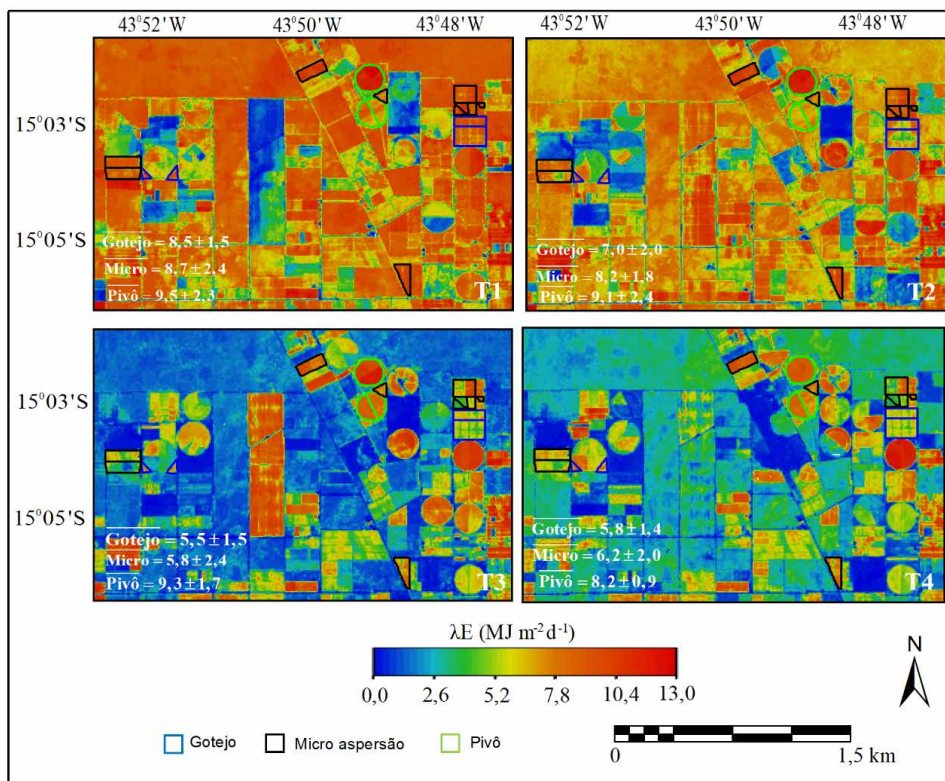 43°52' 43°50' 43°48'W 43°52' 43°50' 43°48'W
15°03'S
15°05'S
Gotejo = 8,5±1,5
Micro = 8,7±2,4
Pivô = 9,5±2,3
T1
Gotejo = 7,0±2,0
Micro = 8,2±1,8
Pivô = 9,1±2,4
T2
15°03'S
15°05'S
Gotejo = 5,5±1,5
Micro = 5,8±2,4
Pivô = 9,3±1,7
T3
Gotejo = 5,8±1,4
Micro = 6,2±2,0
Pivô = 8,2±0,9
T4
λE (MJ m⁻² d⁻¹)
0,0 2,6 5,2 7,8 10,4 13,0
N
Gotejo Micro aspersão Pivô
0 1,5 km